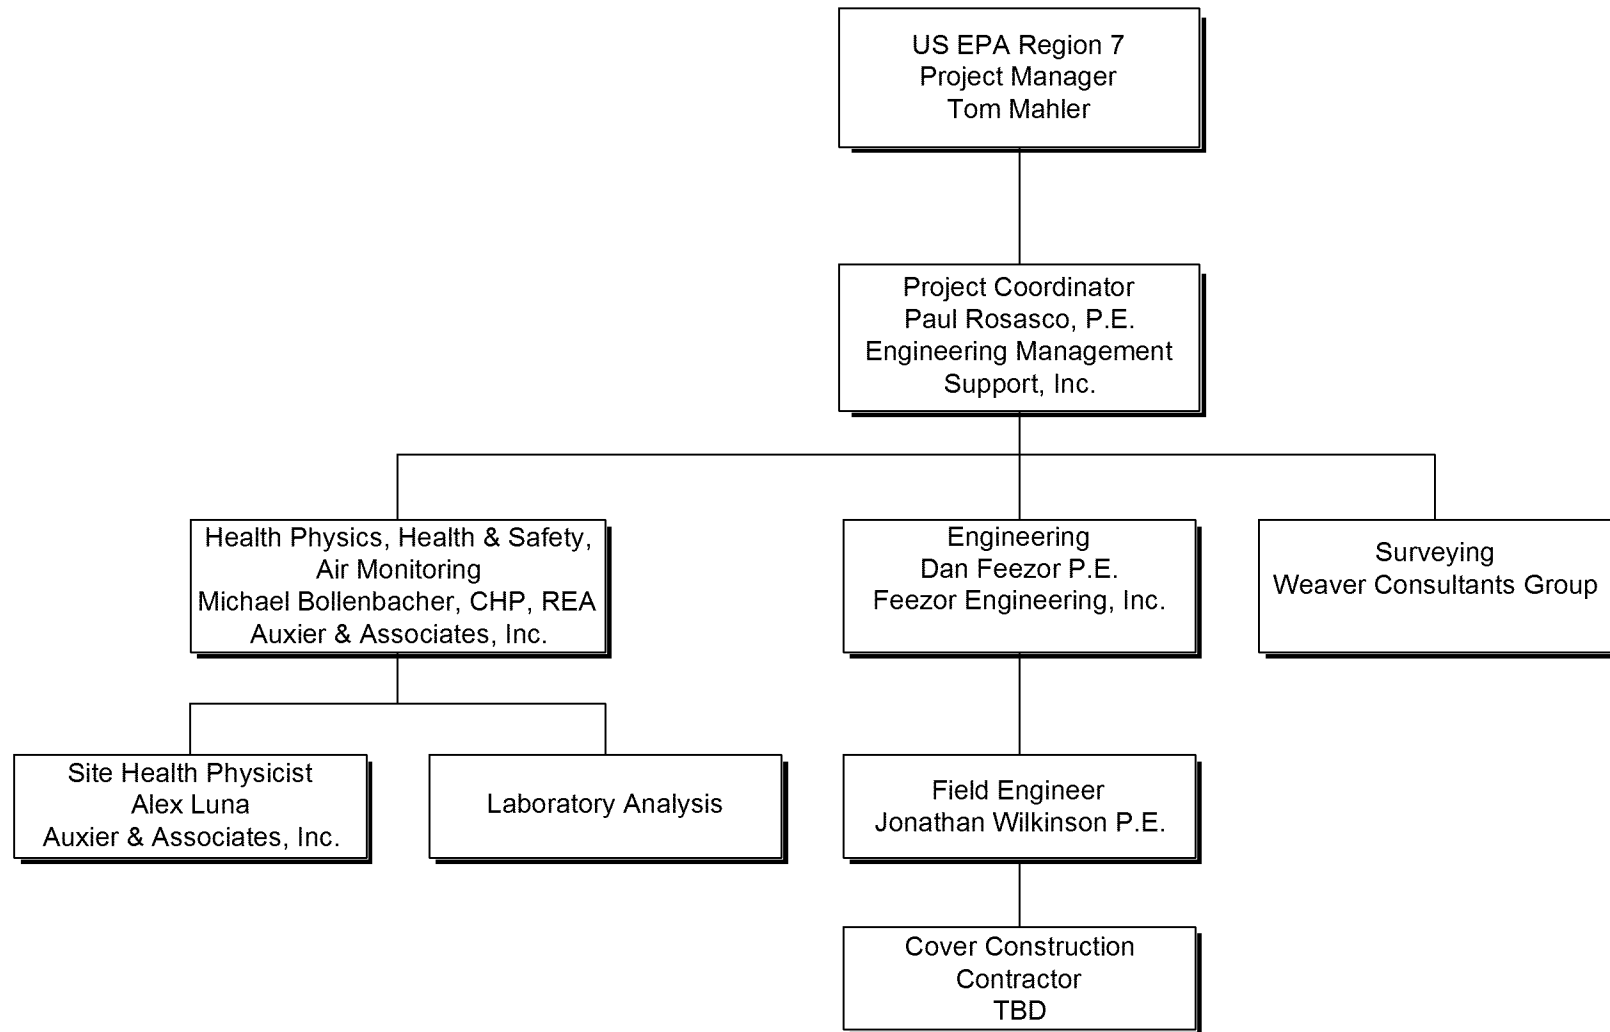 US EPA Region 7
Project Manager
Tom Mahler
Project Coordinator
Paul Rosasco, P.E.
Engineering Management
Support, Inc.
Health Physics, Health & Safety,
Air Monitoring
Michael Bollenbacher, CHP, REA
Auxier & Associates, Inc.
Engineering
Dan Feezor P.E.
Feezor Engineering, Inc.
Surveying
Weaver Consultants Group
Site Health Physicist
Alex Luna
Auxier & Associates, Inc.
Laboratory Analysis
Field Engineer
Jonathan Wilkinson P.E.
Cover Construction
Contractor
TBD